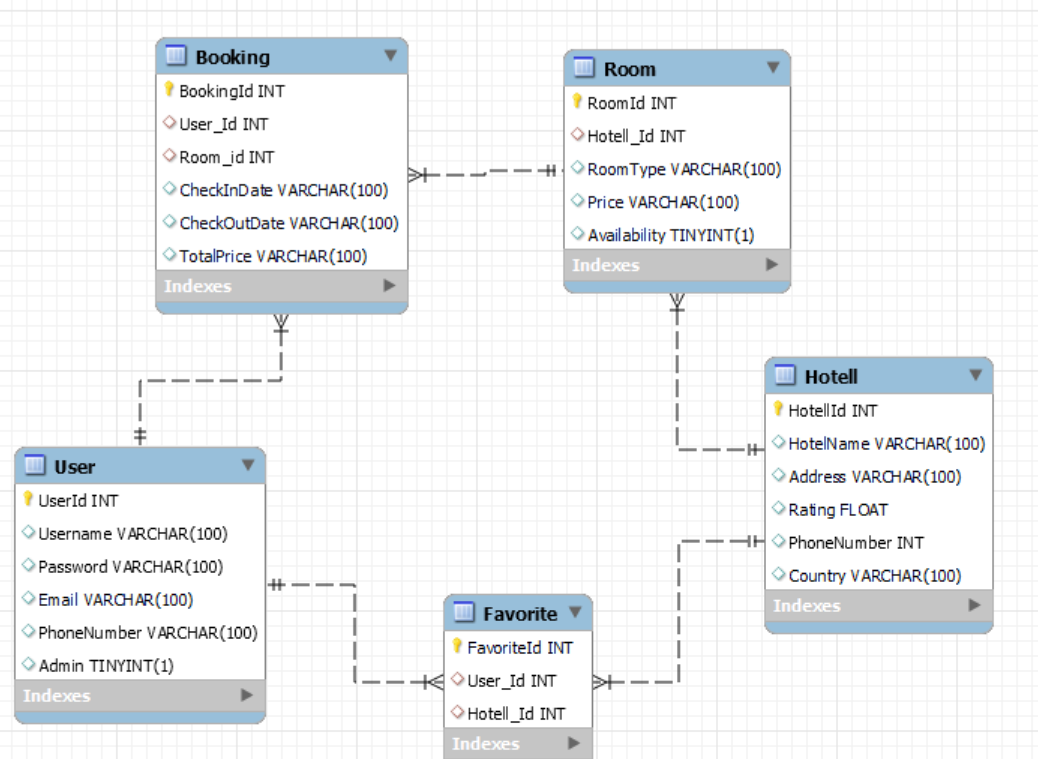 Booking
BookingId INT
User_Id INT
Room_id INT
CheckInDate VARCHAR(100)
CheckOutDate VARCHAR(100)
TotalPrice VARCHAR(100)
Indexes
Room
RoomId INT
Hotell_Id INT
RoomType VARCHAR(100)
Price VARCHAR(100)
Availability TINYINT(1)
Indexes
Hotell
HotellId INT
HotelName VARCHAR(100)
Address VARCHAR(100)
Rating FLOAT
PhoneNumber INT
Country VARCHAR(100)
Indexes
User
UserId INT
Username VARCHAR(100)
Password VARCHAR(100)
Email VARCHAR(100)
PhoneNumber VARCHAR(100)
Admin TINYINT(1)
Indexes
Favorite
FavoriteId INT
User_Id INT
Hotell_Id INT
Indexes